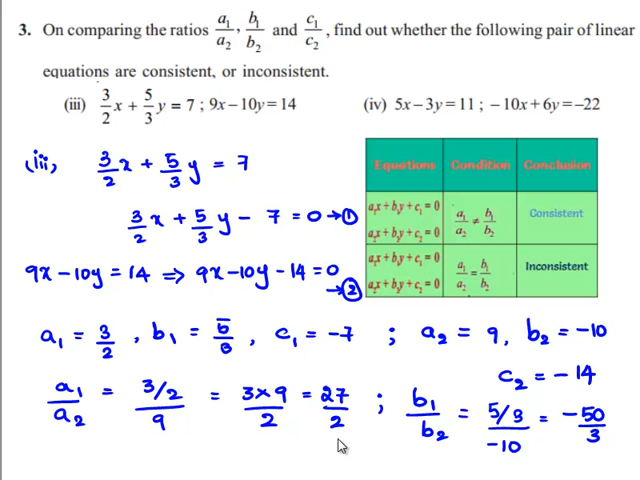 3. On comparing the ratios a₁/a₂, b₁/b₂ and c₁/c₂, find out whether the following pair of linear
equations are consistent, or inconsistent.
(iii) 3/2 x + 5/3 y = 7 ; 9x – 10y = 14 (iv) 5x – 3y = 11 ; – 10x + 6y = –22
(iii, 3/2 x + 5/3 y = 7
3/2 x + 5/3 y – 7 = 0 → ①
9x – 10y = 14 ⇒ 9x – 10y – 14 = 0 → ②
Equations Condition Conclusion
a₁x + b₁y + c₁ = 0
a₂x + b₂y + c₂ = 0
a₁/a₂ ≠ b₁/b₂ Consistent
a₁x + b₁y + c₁ = 0
a₂x + b₂y + c₂ = 0
a₁/a₂ = b₁/b₂ Inconsistent
a₁ = 3/2 , b₁ = 5/3 , c₁ = –7 ; a₂ = 9, b₂ = –10
c₂ = – 14
a₁/a₂ = (3/2)/9 = (3×9)/2 = 27/2 ; b₁/b₂ = (5/3)/–10 = –50/3